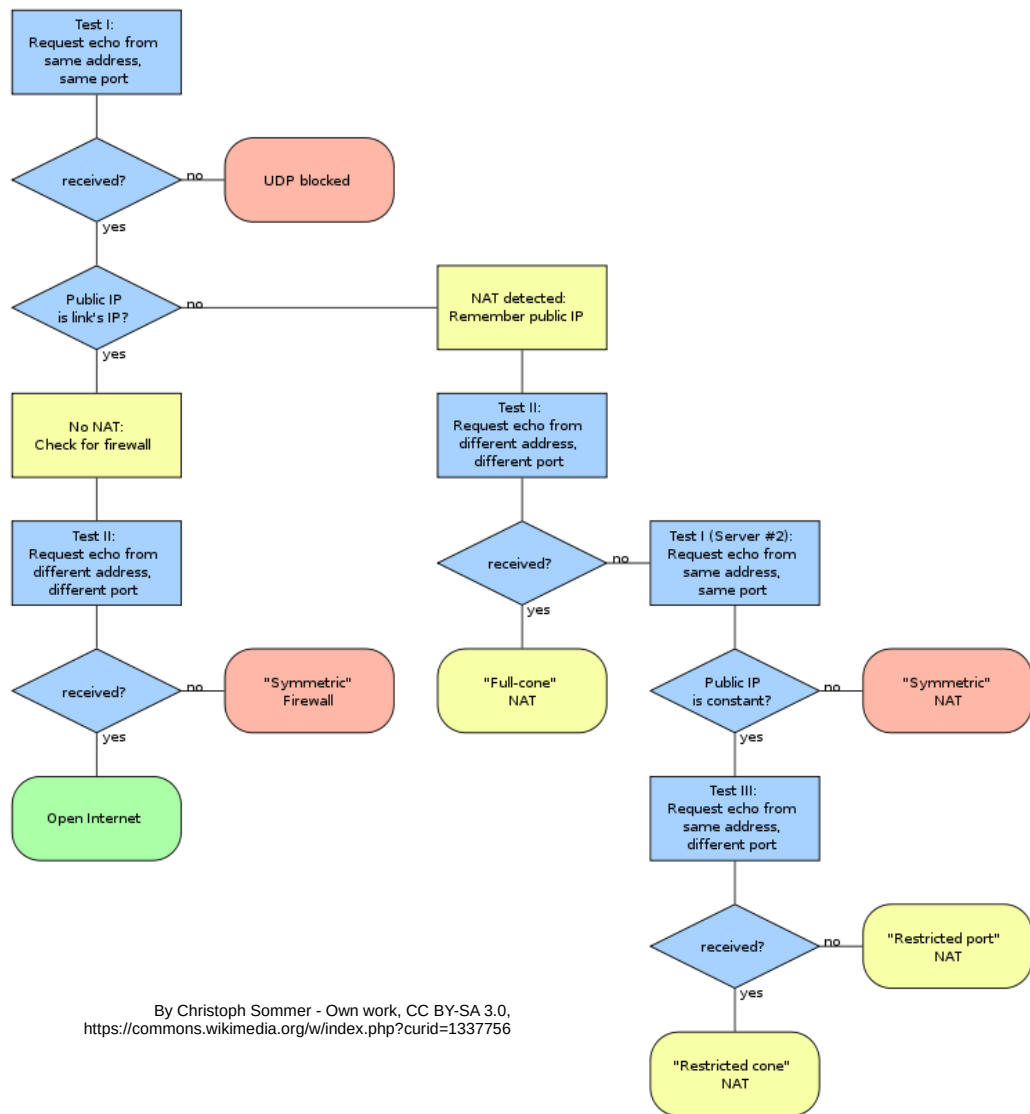 Test I:
Request echo from
same address,
same port
received?
no
UDP blocked
yes
Public IP
is link's IP?
no
NAT detected:
Remember public IP
yes
No NAT:
Check for firewall
Test II:
Request echo from
different address,
different port
Test II:
Request echo from
different address,
different port
received?
no
Test I (Server #2):
Request echo from
same address,
same port
yes
received?
no
"Symmetric"
Firewall
"Full-cone"
NAT
Public IP
is constant?
no
"Symmetric"
NAT
yes
yes
Open Internet
Test III:
Request echo from
same address,
different port
received?
no
"Restricted port"
NAT
yes
By Christoph Sommer - Own work, CC BY-SA 3.0,
https://commons.wikimedia.org/w/index.php?curid=1337756
"Restricted cone"
NAT